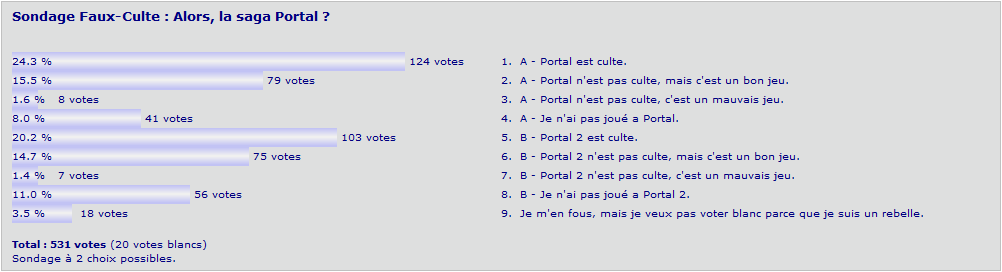 Sondage Faux-Culte : Alors, la saga Portal ?
24.3 % 124 votes 1. A - Portal est culte.
15.5 % 79 votes 2. A - Portal n'est pas culte, mais c'est un bon jeu.
1.6 % 8 votes 3. A - Portal n'est pas culte, c'est un mauvais jeu.
8.0 % 41 votes 4. A - Je n'ai pas joué a Portal.
20.2 % 103 votes 5. B - Portal 2 est culte.
14.7 % 75 votes 6. B - Portal 2 n'est pas culte, mais c'est un bon jeu.
1.4 % 7 votes 7. B - Portal 2 n'est pas culte, c'est un mauvais jeu.
11.0 % 56 votes 8. B - Je n'ai pas joué a Portal 2.
3.5 % 18 votes 9. Je m'en fous, mais je veux pas voter blanc parce que je suis un rebelle.
Total : 531 votes (20 votes blancs)
Sondage à 2 choix possibles.